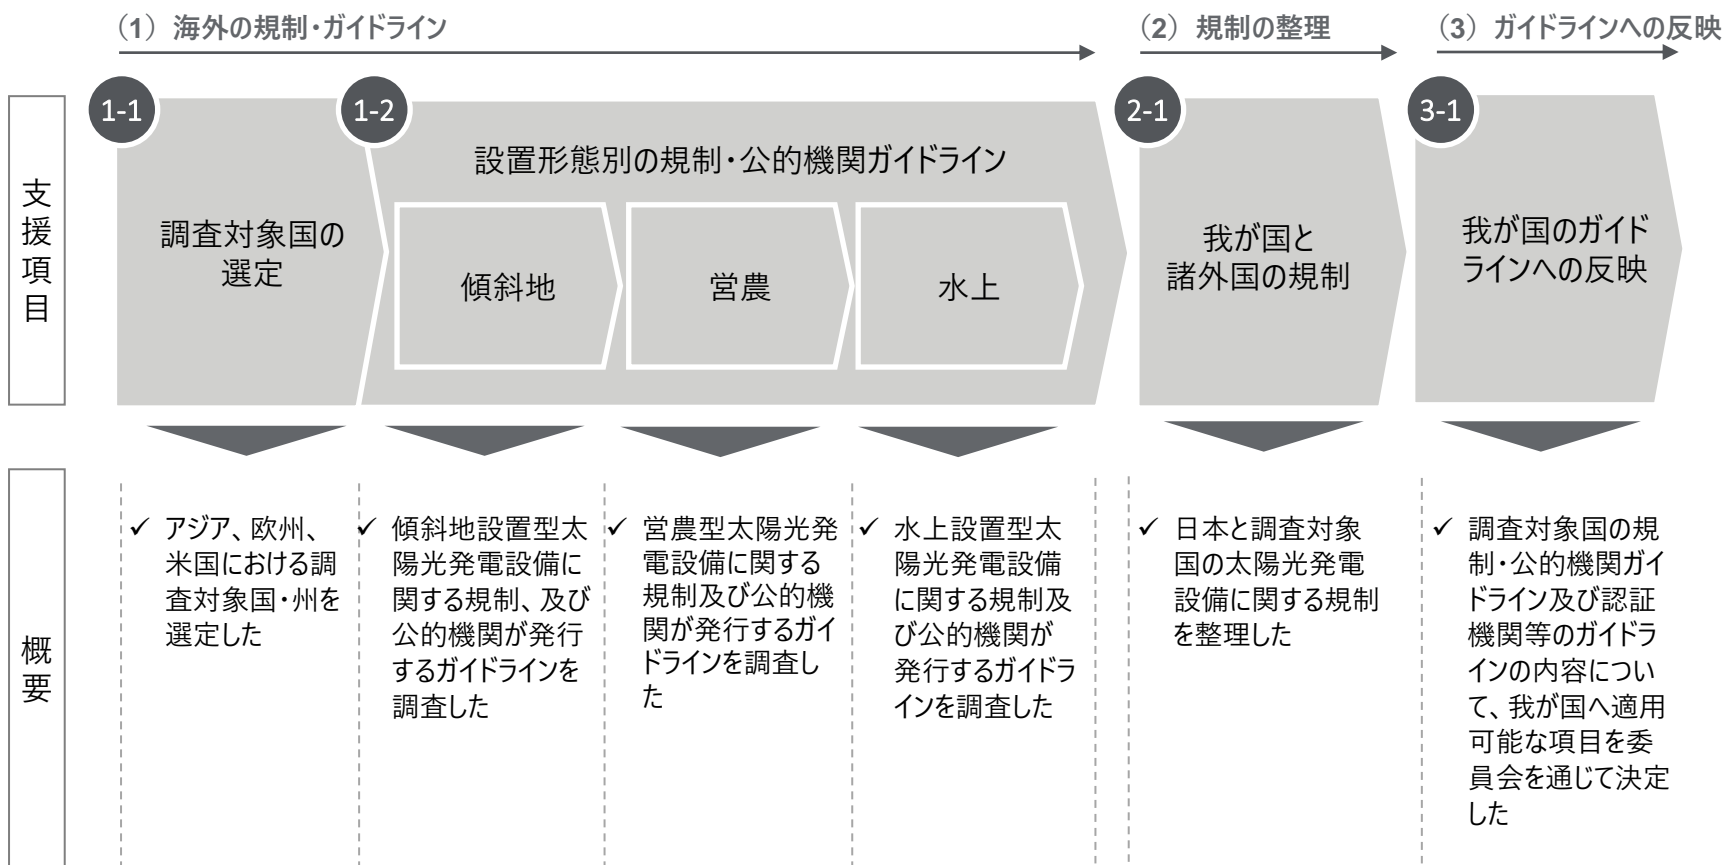 （1）海外の規制・ガイドライン
（2）規制の整理
（3）ガイドラインへの反映
支援項目
1-1
調査対象国の
選定
1-2
設置形態別の規制・公的機関ガイドライン
傾斜地
営農
水上
2-1
我が国と
諸外国の規制
3-1
我が国のガイド
ラインへの反映
概要
✓ アジア、欧州、
米国における調
査対象国・州を
選定した
✓ 傾斜地設置型太
陽光発電設備に
関する規制、及び
公的機関が発行
するガイドラインを
調査した
✓ 営農型太陽光発
電設備に関する
規制及び公的機
関が発行するガイ
ドラインを調査し
た
✓ 水上設置型太
陽光発電設備
に関する規制及
び公的機関が
発行するガイドラ
インを調査した
✓ 日本と調査対象
国の太陽光発電
設備に関する規制
を整理した
✓ 調査対象国の規
制・公的機関ガイ
ドライン及び認証
機関等のガイドラ
インの内容につい
て、我が国へ適用
可能な項目を委
員会を通じて決定
した